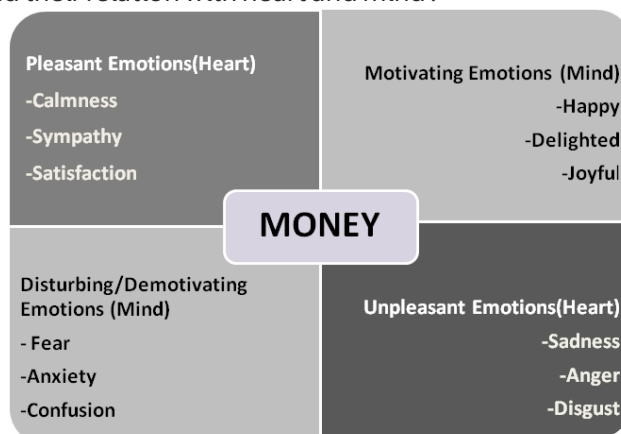 Pleasant Emotions(Heart)
-Calmness
-Sympathy
-Satisfaction
Motivating Emotions (Mind)
-Happy
-Delighted
-Joyful
MONEY
Disturbing/Demotivating
Emotions (Mind)
- Fear
-Anxiety
-Confusion
Unpleasant Emotions(Heart)
-Sadness
-Anger
-Disgust